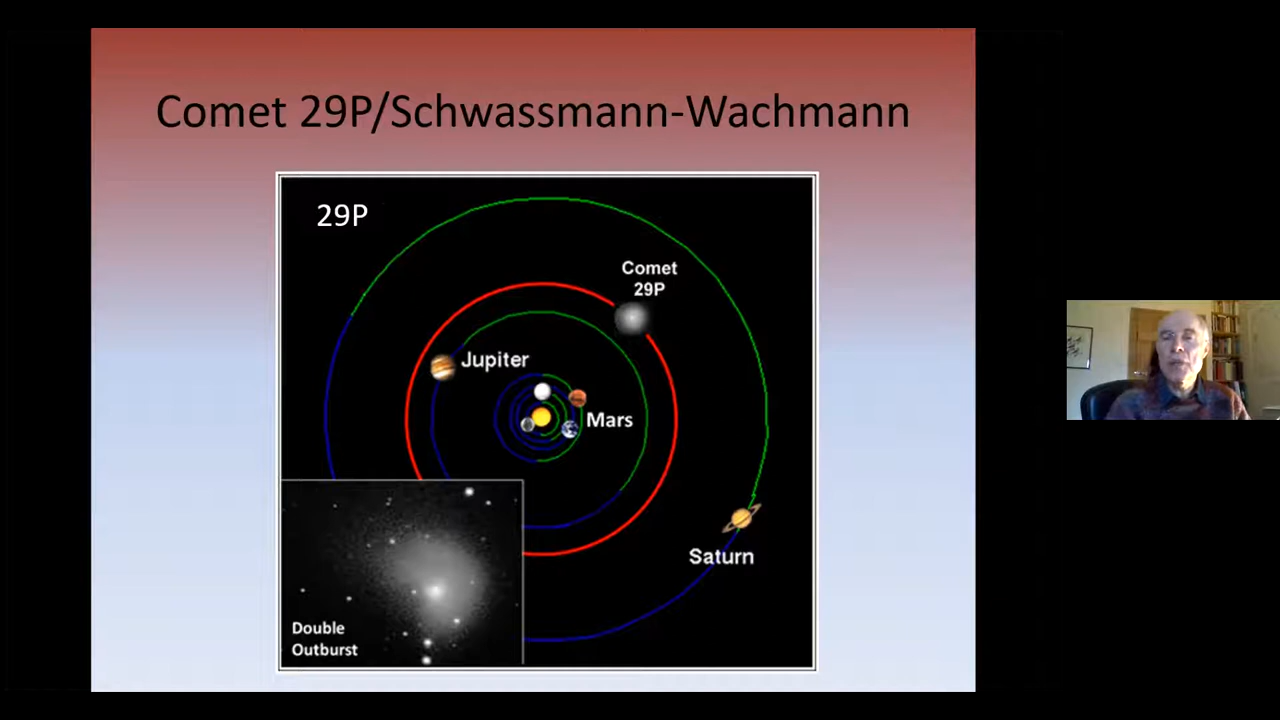 Comet 29P/Schwassmann-Wachmann
29P
Comet
29P
Jupiter
Mars
Saturn
Double
Outburst